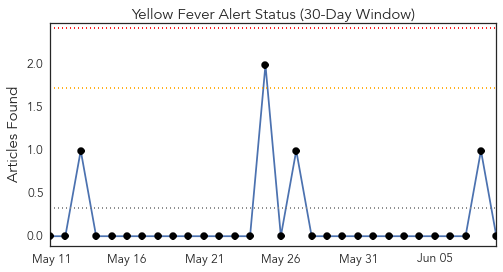 Yellow Fever Alert Status (30-Day Window)
Articles Found
2.0
1.5
1.0
0.5
0.0
May 11
May 16
May 21
May 26
May 31
Jun 05